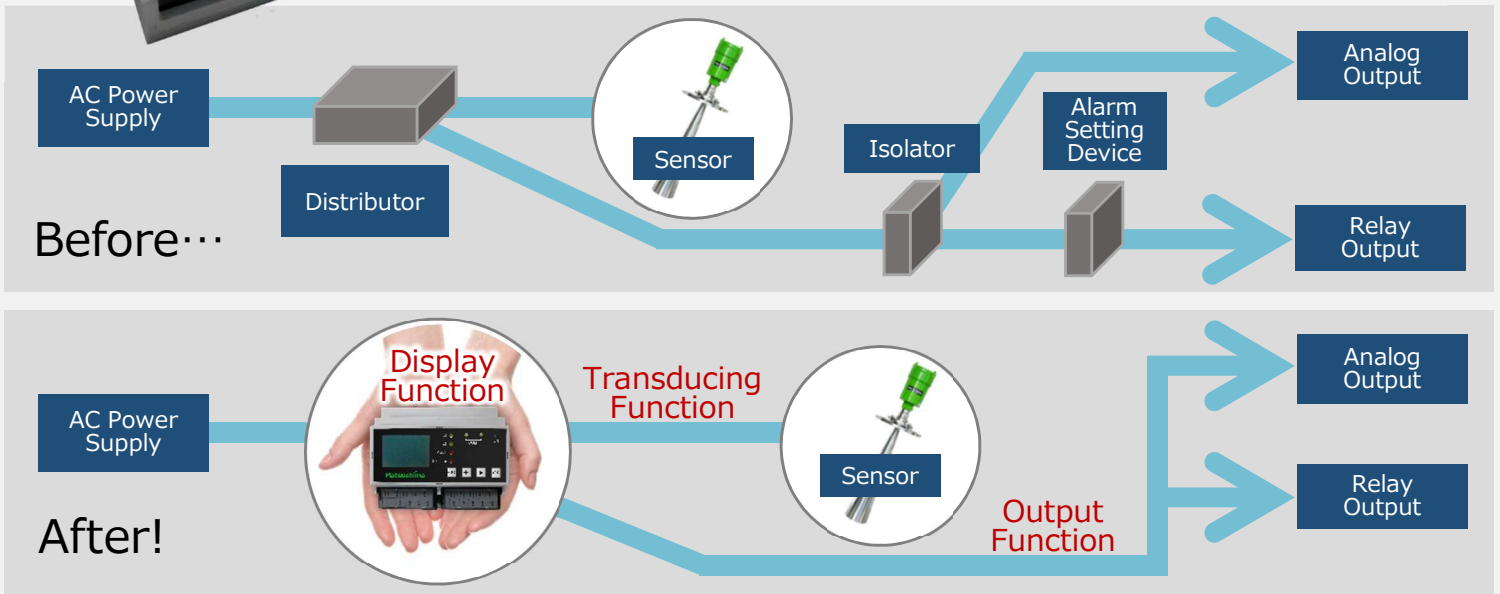 AC Power
Supply
Distributor
Sensor
Isolator
Alarm
Setting
Device
Analog
Output
Relay
Output
Before…
AC Power
Supply
Display
Function
Transducing
Function
Matsushima
Sensor
Output
Function
Analog
Output
Relay
Output
After!